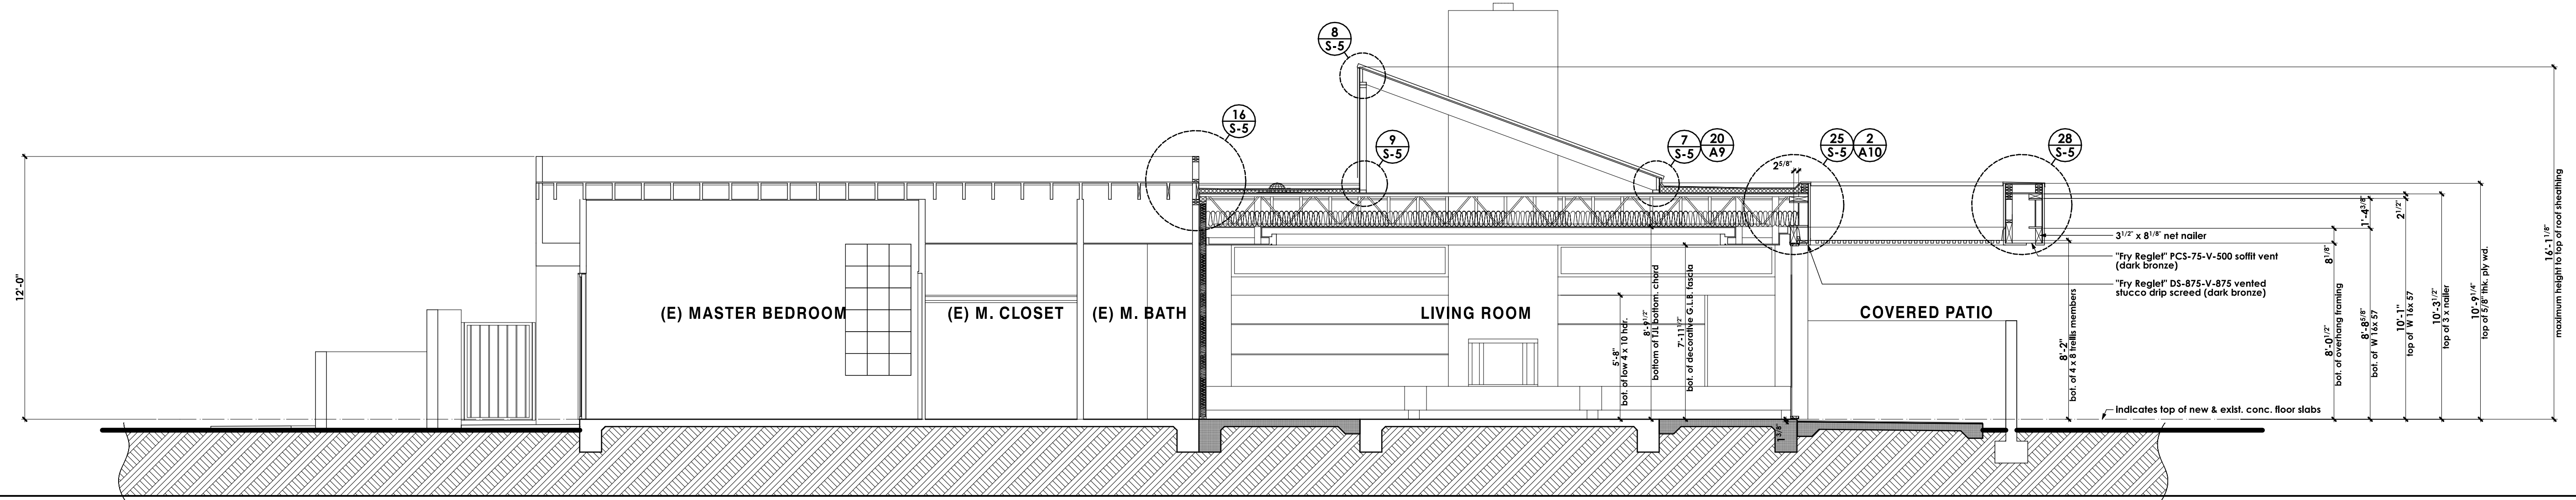 8
S-5
16
S-5
9
S-5
7
S-5
20
A9
25
S-5
2
A10
28
S-5
2 5/8"
12'-0"
(E) MASTER BEDROOM
(E) M. CLOSET
(E) M. BATH
LIVING ROOM
COVERED PATIO
5'-8"
bot. of low 4 x 10 hdr.
8'-9 1/2"
bottom of TJL bottom. chord
7'-11 1/2"
bot. of decorative G.L.B. fascia
1 3/8"
8'-2"
bot. of 4 x 8 trellis members
3 1/2" x 8 1/8" net nailer
"Fry Reglet" PCS-75-V-500 soffit vent
(dark bronze)
"Fry Reglet" DS-875-V-875 vented
stucco drip screed (dark bronze)
indicates top of new & exist. conc. floor slabs
8 1/8"
8'-0 1/2"
bot. of overhang framing
1'-4 3/8"
8'-8 5/8"
bot. of W 16x 57
2 1/2"
10'-1"
top of W 16x 57
10'-3 1/2"
top of 3 x nailer
10'-9 1/4"
top of 5/8" thk. ply wd.
16'-1 1/8"
maximum height to top of roof sheathing